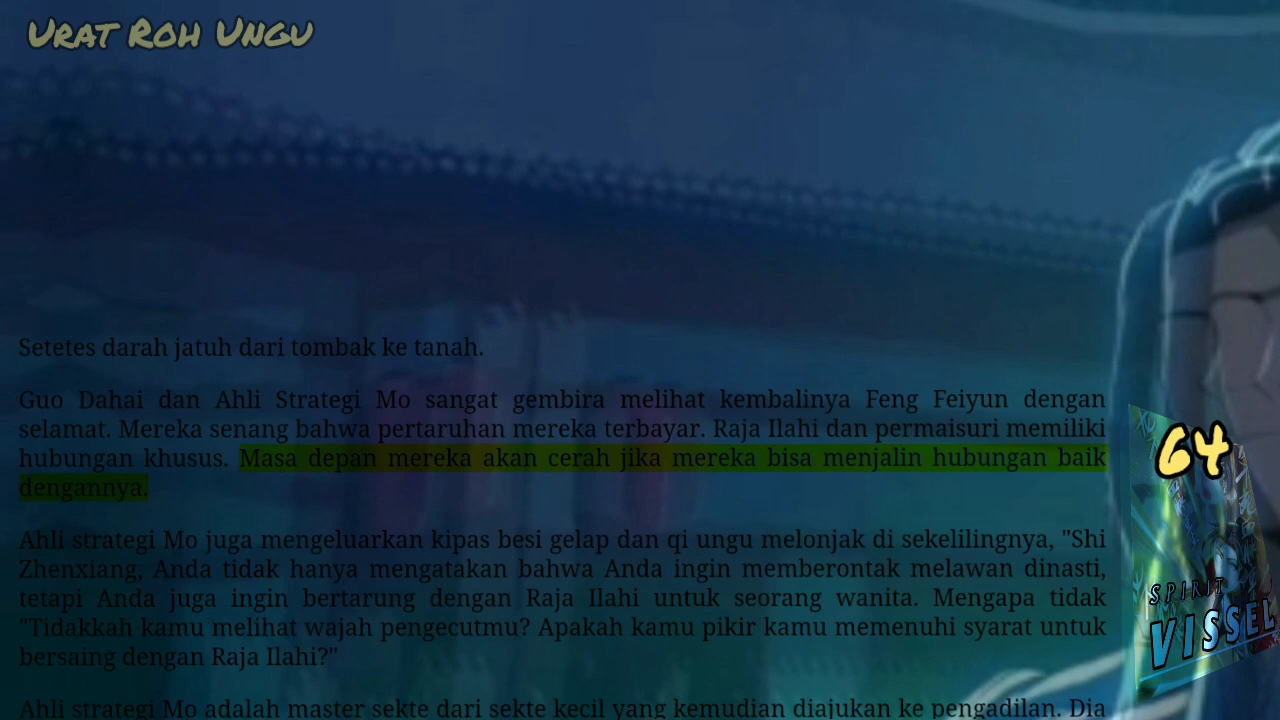 Urat Roh Ungu
Setetes darah jatuh dari tombak ke tanah.
Guo Dahai dan Ahli Strategi Mo sangat gembira melihat kembalinya Feng Feiyun dengan
selamat. Mereka senang bahwa pertaruhan mereka terbayar. Raja Ilahi dan permaisuri memiliki
hubungan khusus. Masa depan mereka akan cerah jika mereka bisa menjalin hubungan baik
dengannya.
Ahli strategi Mo juga mengeluarkan kipas besi gelap dan qi ungu melonjak di sekelilingnya, "Shi
Zhenxiang, Anda tidak hanya mengatakan bahwa Anda ingin memberontak melawan dinasti,
tetapi Anda juga ingin bertarung dengan Raja Ilahi untuk seorang wanita. Mengapa tidak
"Tidakkah kamu melihat wajah pengecutmu? Apakah kamu pikir kamu memenuhi syarat untuk
bersaing dengan Raja Ilahi?"
Ahli strategi Mo adalah master sekte dari sekte kecil yang kemudian diajukan ke pengadilan. Dia
64
SPIRIT
VISSEL